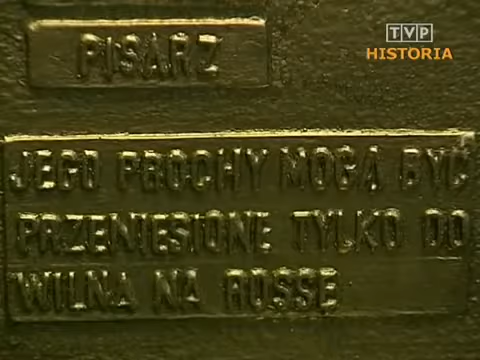 TVP
HISTORIA
PISARZ
JEGO PROCHY MOGĄ BYĆ
PRZENIESIONE TYLKO DO
WILNA NA ROSSĘ